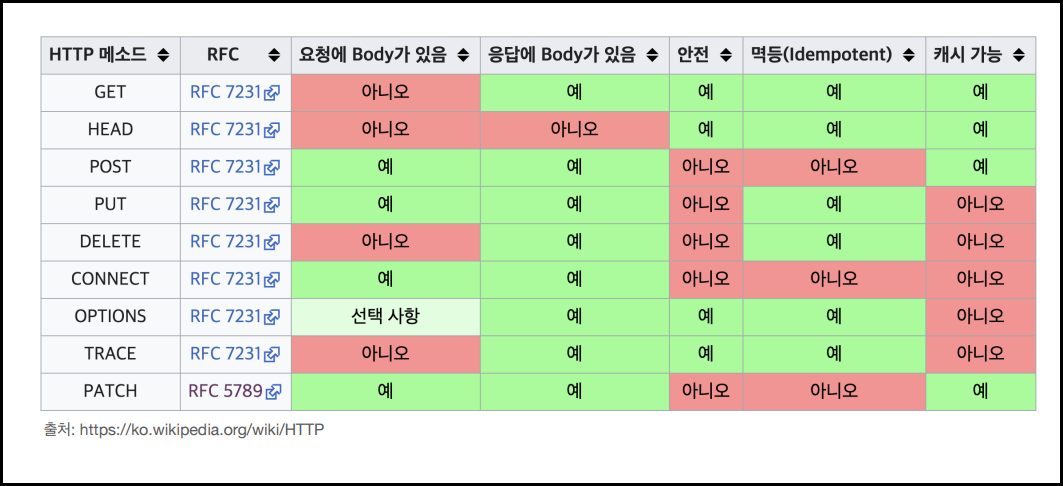 HTTP 메소드 RFC 요청에 Body가 있음 응답에 Body가 있음 안전 멱등(Idempotent) 캐시 가능
GET RFC 7231 아니오 예 예 예 예
HEAD RFC 7231 아니오 아니오 예 예 예
POST RFC 7231 예 예 아니오 아니오 예
PUT RFC 7231 예 예 아니오 예 아니오
DELETE RFC 7231 아니오 예 아니오 예 아니오
CONNECT RFC 7231 예 예 아니오 아니오 아니오
OPTIONS RFC 7231 선택 사항 예 예 예 아니오
TRACE RFC 7231 아니오 예 예 예 아니오
PATCH RFC 5789 예 예 아니오 아니오 예
출처: https://ko.wikipedia.org/wiki/HTTP